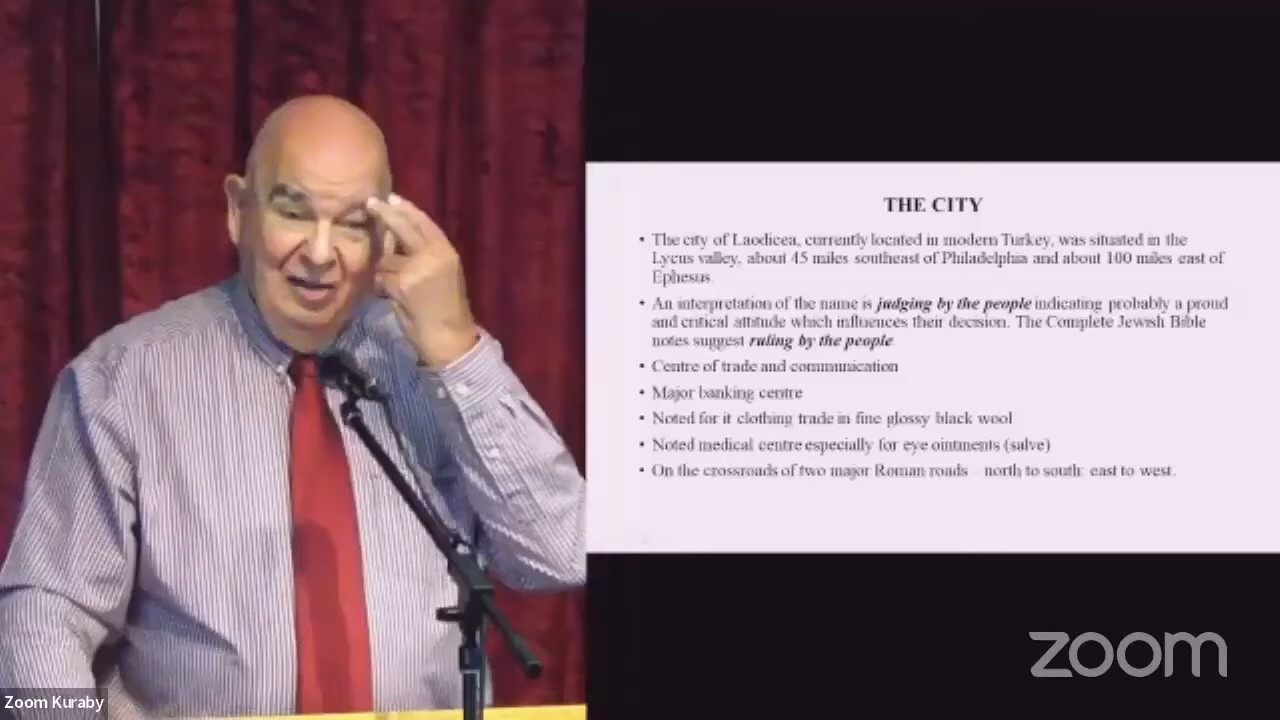 THE CITY
• The city of Laodicea, currently located in modern Turkey, was situated in the
Lycus valley, about 45 miles southeast of Philadelphia and about 100 miles east of
Ephesus.
• An interpretation of the name is judging by the people indicating probably a proud
and critical attitude which influences their decision. The Complete Jewish Bible
notes suggest ruling by the people.
• Centre of trade and communication
• Major banking centre
• Noted for it clothing trade in fine glossy black wool
• Noted medical centre especially for eye ointments (salve)
• On the crossroads of two major Roman roads – north to south: east to west.
zoom
Zoom Kuraby